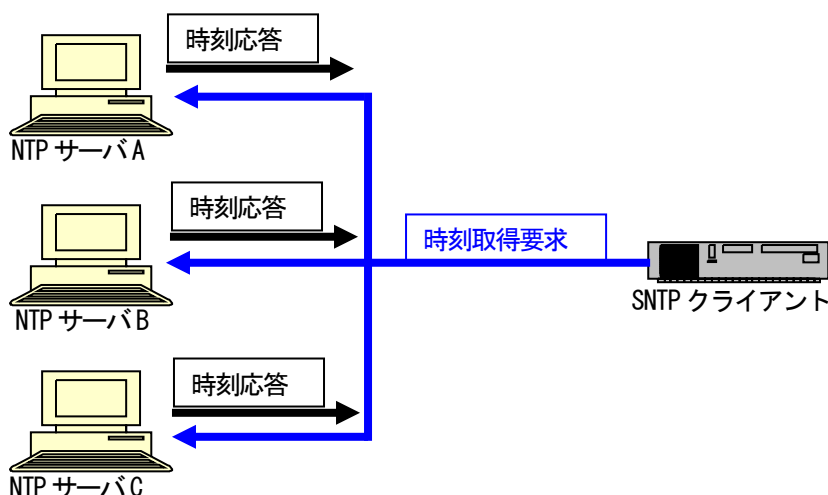 時刻応答
NTP サーバA
時刻応答
時刻取得要求
NTP サーバB
SNTP クライアント
時刻応答
NTP サーバC